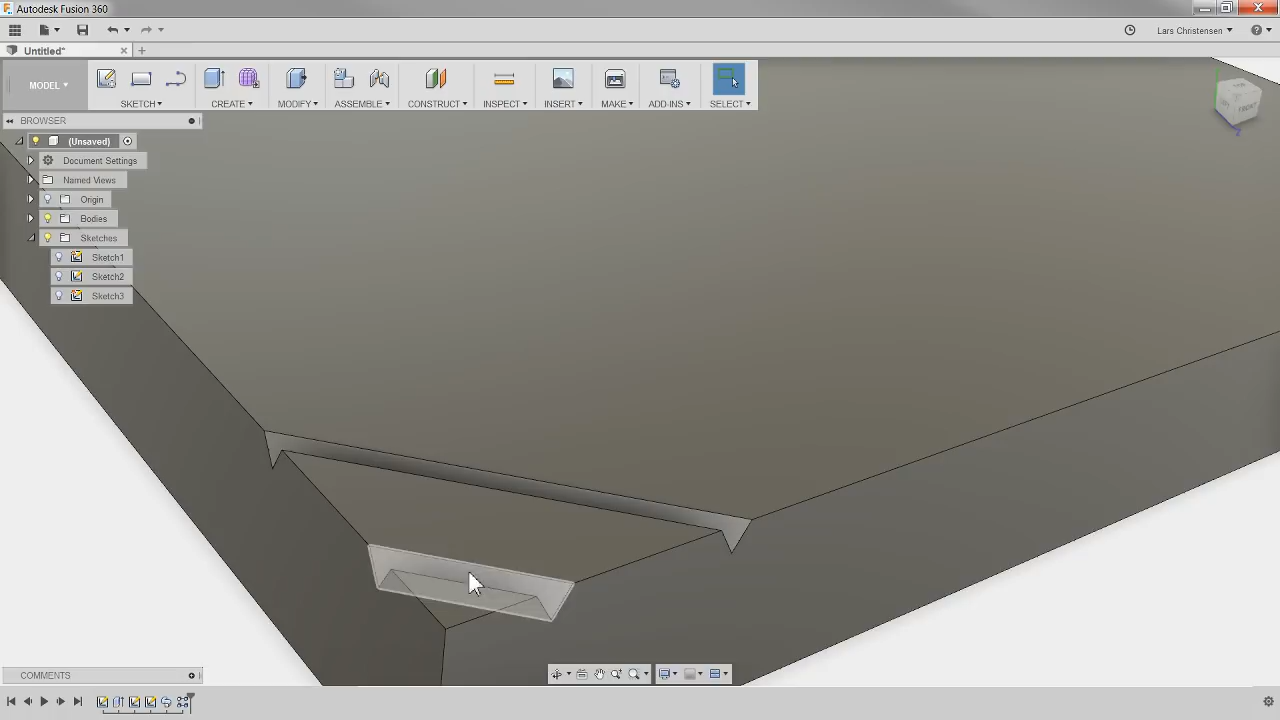 Autodesk Fusion 360
Lars Christensen
Untitled*
MODEL
SKETCH
CREATE
MODIFY
ASSEMBLE
CONSTRUCT
INSPECT
INSERT
MAKE
ADD-INS
SELECT
BROWSER
(Unsaved)
Document Settings
Named Views
Origin
Bodies
Sketches
Sketch1
Sketch2
Sketch3
FRONT
COMMENTS